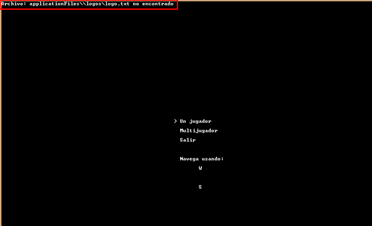 Archivo: applicationFiles\\logos\logo.txt no encontrado
> Un jugador
Multijugador
Salir
Navega usando:
W
S